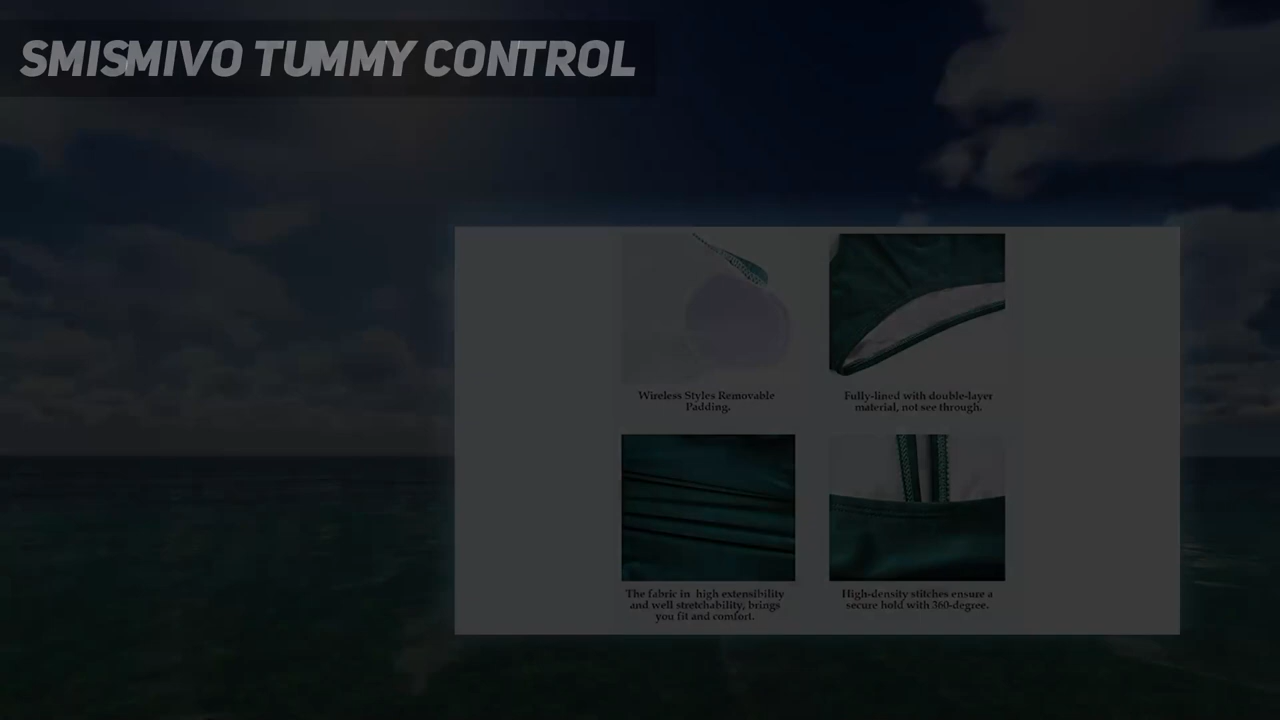 SMISMIVO TUMMY CONTROL
Wireless Styles Removable
Padding.
Fully-lined with double-layer
material, not see through.
The fabric in high extensibility
and well stretchability, brings
you fit and comfort.
High-density stitches ensure a
secure hold with 360-degree.